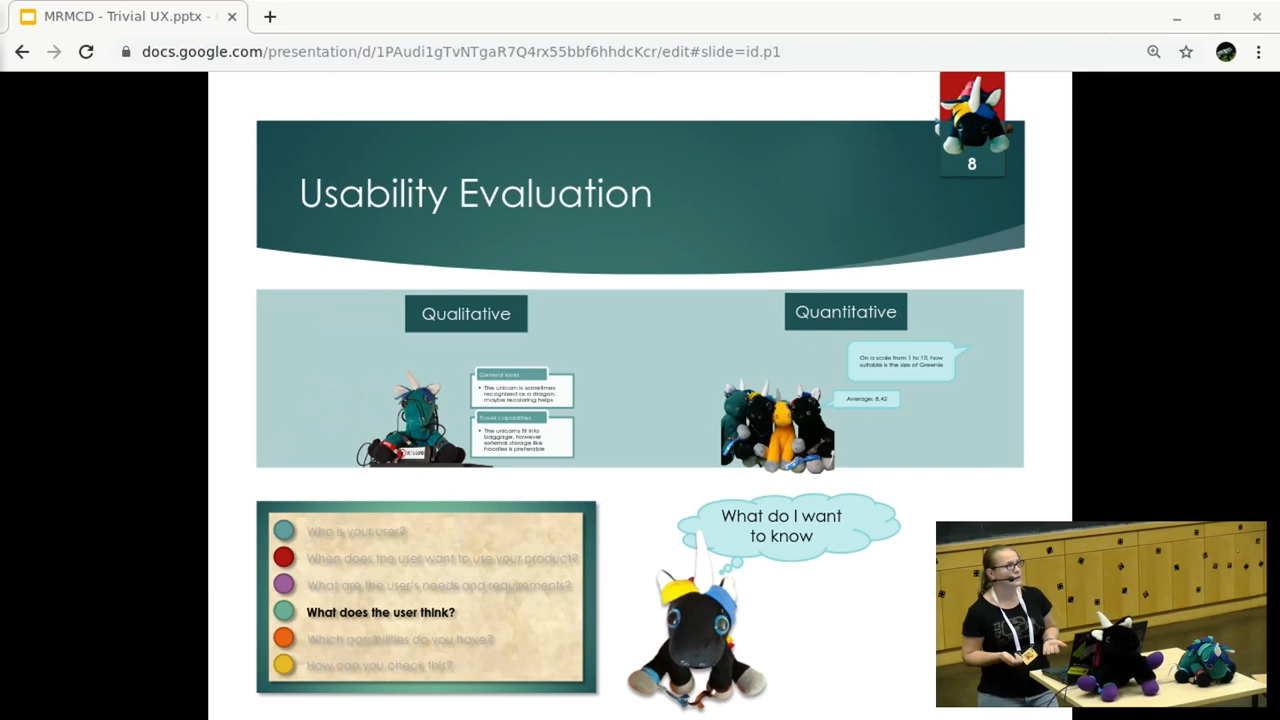 MRMCD - Trivial UX.pptx -
docs.google.com/presentation/d/1PAudi1gTvNTgaR7Q4rx55bbf6hhdcKcr/edit#slide=id.p1
8
Usability Evaluation
Qualitative
Quantitative
General looks
• The unicorn is sometimes
recognized as a dragon,
maybe recoloring helps
Travel capabilities
• The unicorns fit into
baggage, however
external storage like
hoodies is preferable
On a scale from 1 to 10, how
suitable is the size of Greenie
Average: 8,42
Who is your user?
When does the user want to use your product?
What are the user's needs and requirements?
What does the user think?
Which possibilities do you have?
How can you check this?
What do I want
to know